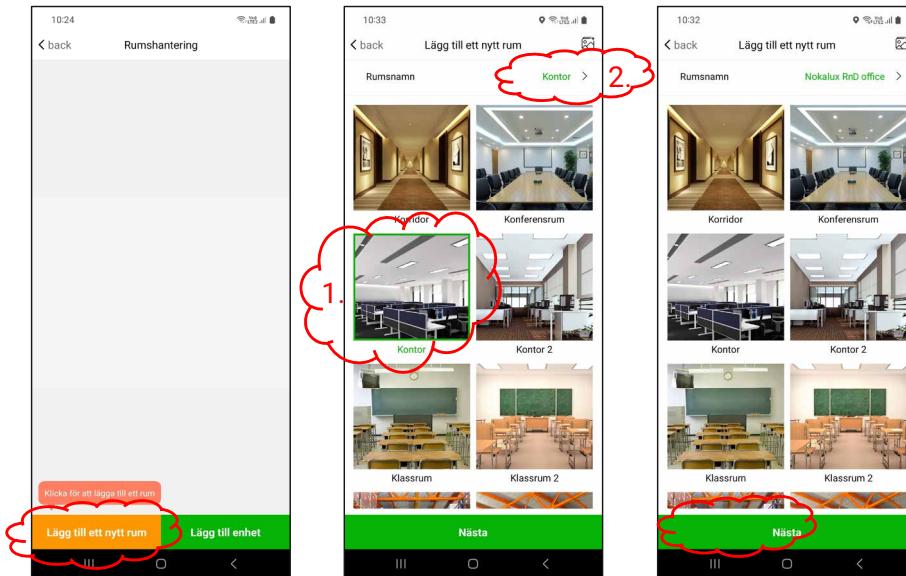 10:24
back
Rumshantering
Klicka för att lägga till ett rum
Lägg till ett nytt rum
Lägg till enhet
10:33
back
Lägg till ett nytt rum
Rumsnamn
Kontor
2.
Korridor
Konferensrum
1.
Kontor
Kontor 2
Klassrum
Klassrum 2
Nästa
10:32
back
Lägg till ett nytt rum
Rumsnamn
Nokalux RnD office
Korridor
Konferensrum
Kontor
Kontor 2
Klassrum
Klassrum 2
Nästa